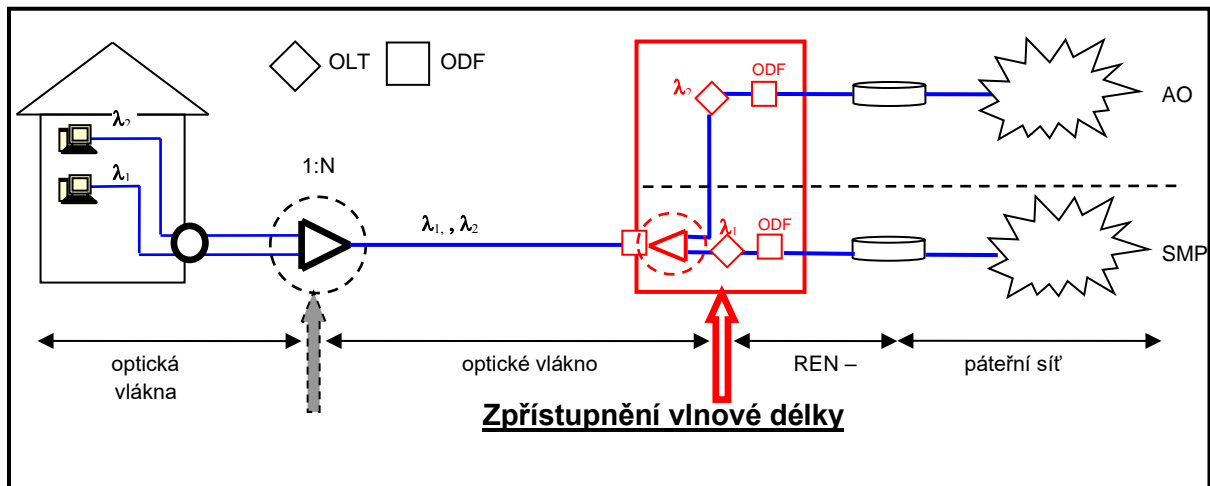 OLT
ODF
ODF
λ₂
AO
λ₂
1:N
λ₁
λ₁, , λ₂
λ₁
ODF
SMP
optická
vlákna
optické vlákno
REN –
páteřní síť
Zpřístupnění vlnové délky